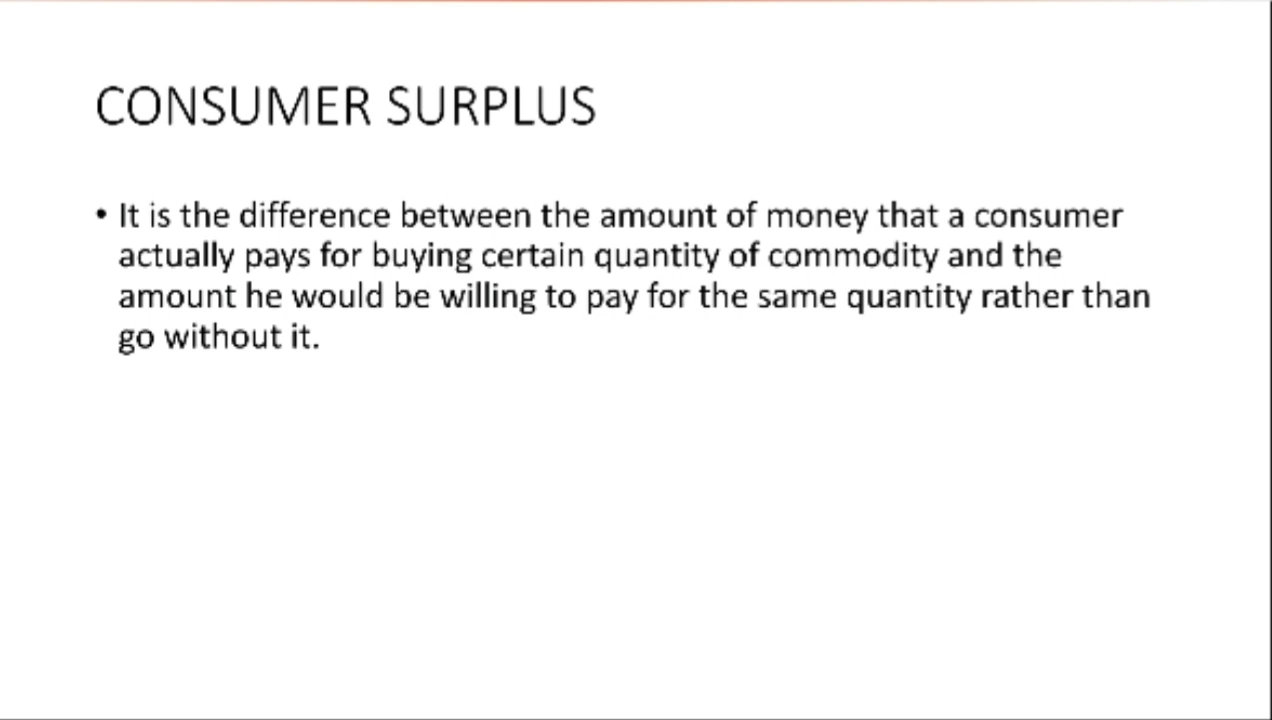 CONSUMER SURPLUS
• It is the difference between the amount of money that a consumer
actually pays for buying certain quantity of commodity and the
amount he would be willing to pay for the same quantity rather than
go without it.